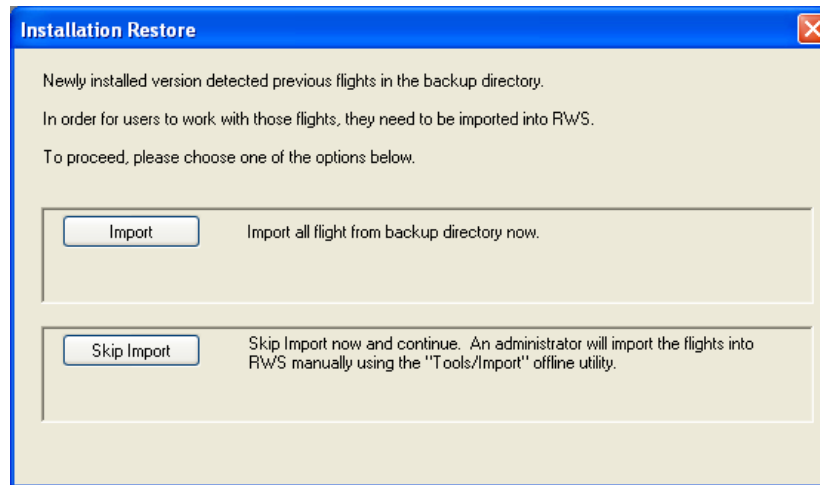 Installation Restore
Newly installed version detected previous flights in the backup directory.
In order for users to work with those flights, they need to be imported into RWS.
To proceed, please choose one of the options below.
Import
Import all flight from backup directory now.
Skip Import
Skip Import now and continue. An administrator will import the flights into
RWS manually using the "Tools/Import" offline utility.